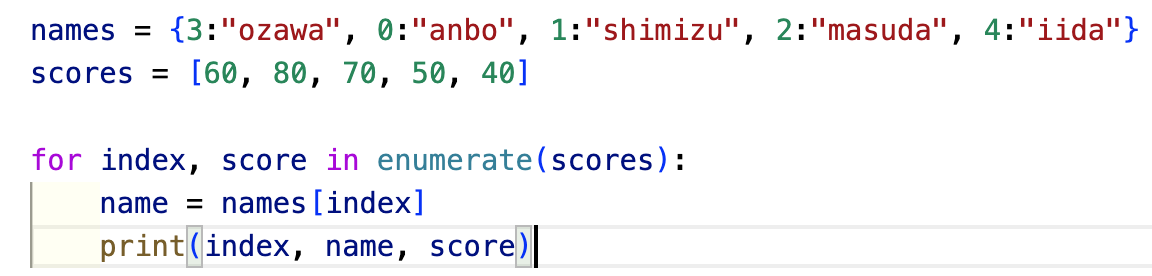 names = {3:"ozawa", 0:"anbo", 1:"shimizu", 2:"masuda", 4:"iida"}
scores = [60, 80, 70, 50, 40]

for index, score in enumerate(scores):
    name = names[index]
    print(index, name, score)